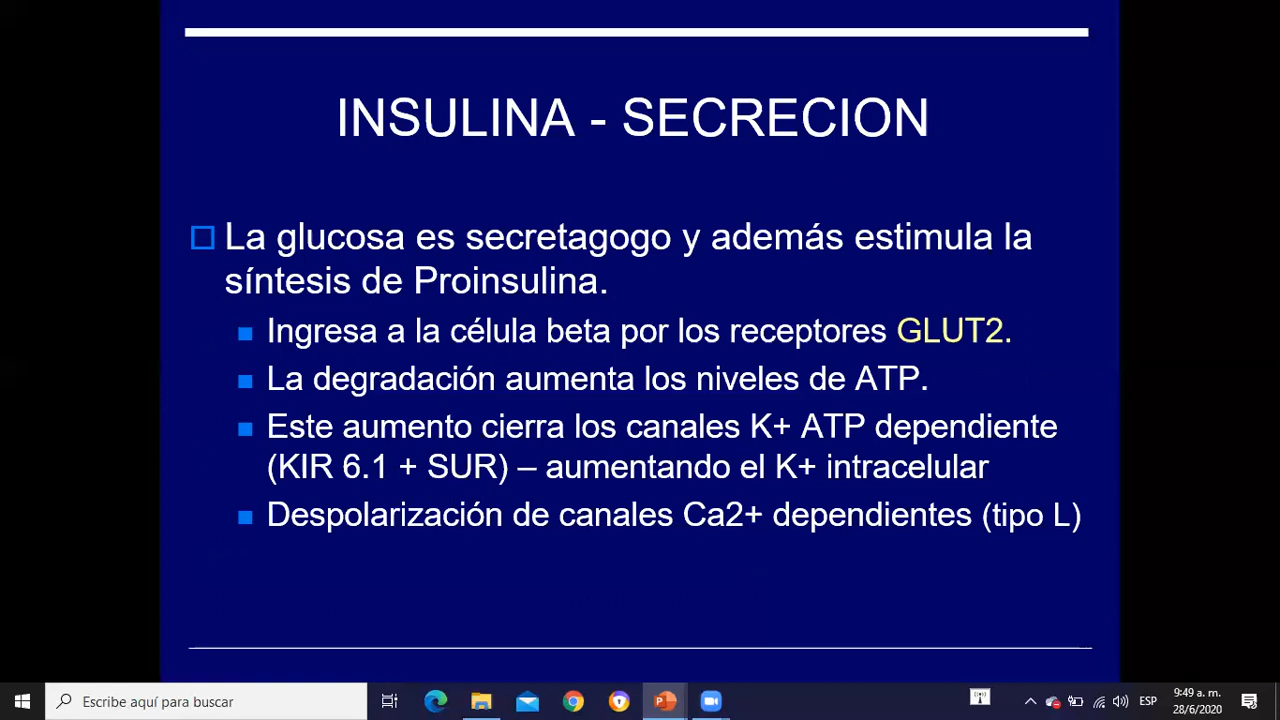 INSULINA - SECRECION
La glucosa es secretagogo y además estimula la
síntesis de Proinsulina.
Ingresa a la célula beta por los receptores GLUT2.
La degradación aumenta los niveles de ATP.
Este aumento cierra los canales K+ ATP dependiente
(KIR 6.1 + SUR) – aumentando el K+ intracelular
Despolarización de canales Ca2+ dependientes (tipo L)
Escribe aquí para buscar
ESP
9:49 a. m.
28/6/2020